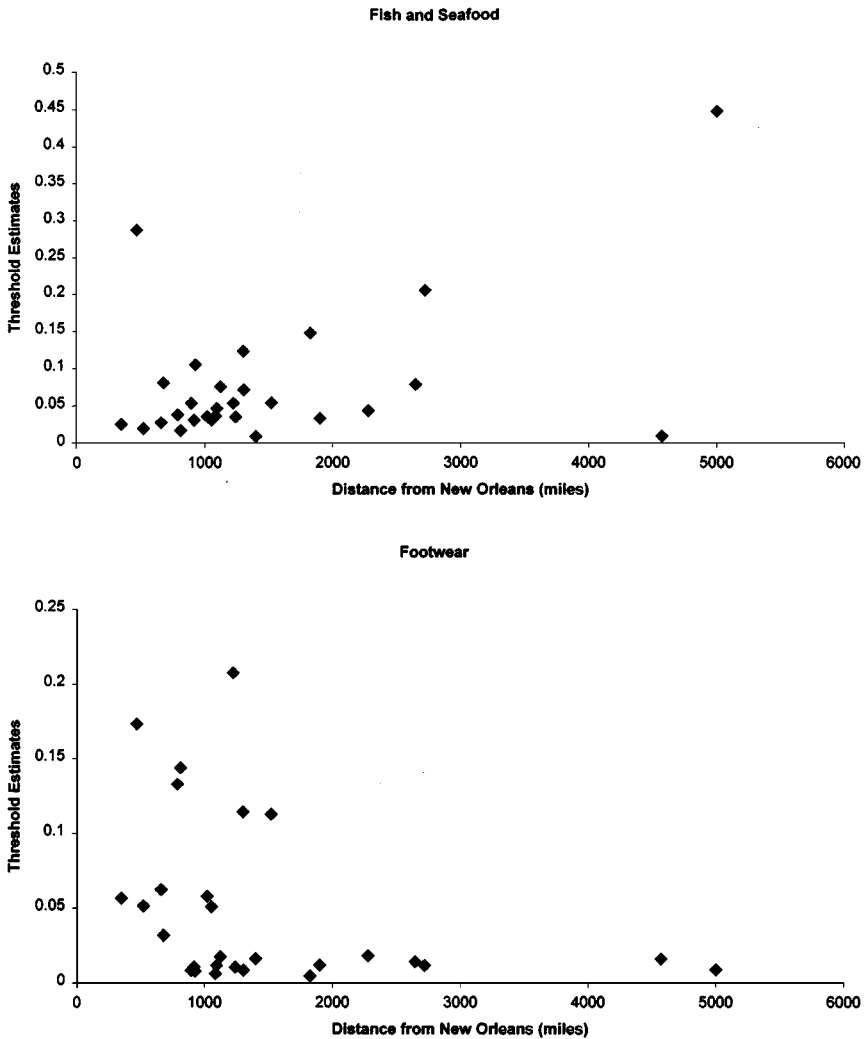 Fish and Seafood
0.5
0.45
0.4
0.35
0.3
0.25
0.2
0.15
0.1
0.05
0
Threshold Estimates
0 1000 2000 3000 4000 5000 6000
Distance from New Orleans (miles)
Footwear
0.25
0.2
0.15
0.1
0.05
0
Threshold Estimates
0 1000 2000 3000 4000 5000 6000
Distance from New Orleans (miles)